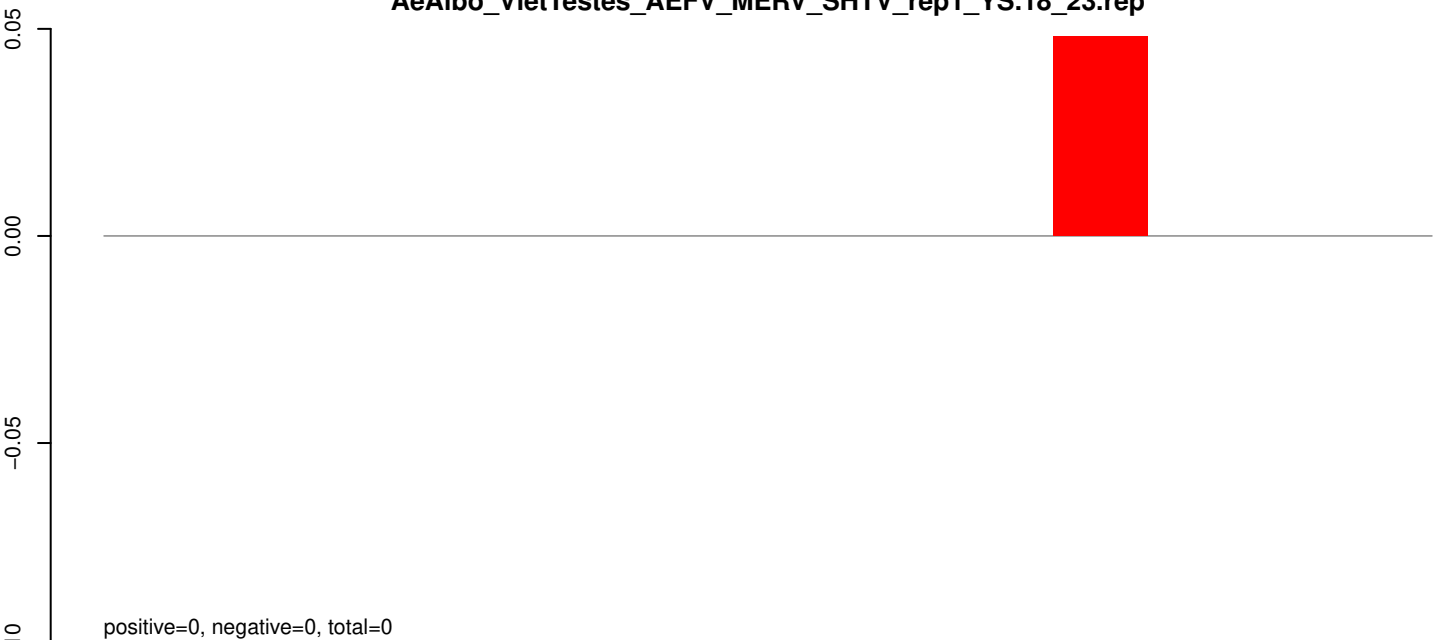 AeAlbo_VietTestes_AEFV_MERV_SHTV_rep1_YS.18_23.rep
0.05
0.00
−0.05
positive=0, negative=0, total=0